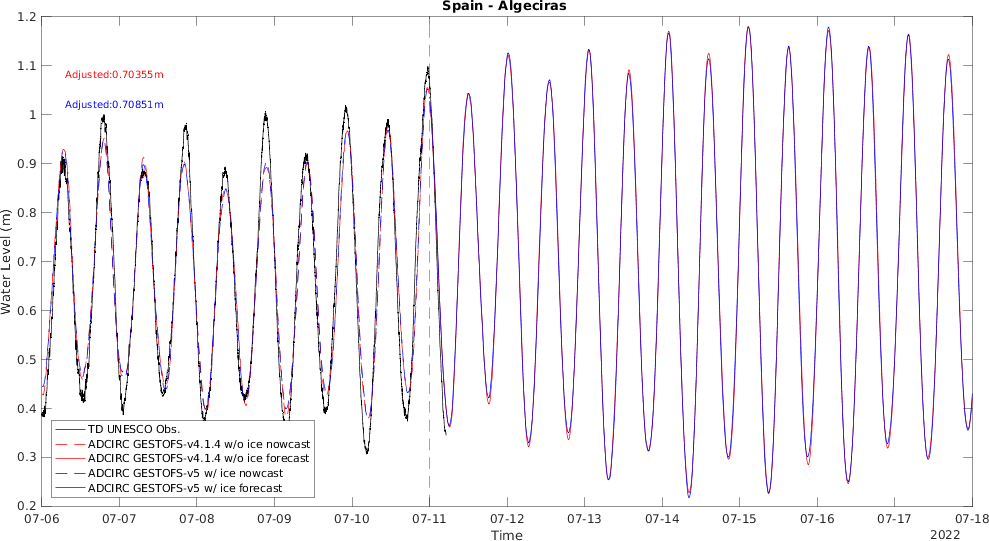 Spain - Algeciras
1.2
1.1
1
0.9
0.8
0.7
0.6
0.5
0.4
0.3
0.2
Water Level (m)
Adjusted:0.70355m
Adjusted:0.70851m
TD UNESCO Obs.
ADCIRC GESTOFS-v4.1.4 w/o ice nowcast
ADCIRC GESTOFS-v4.1.4 w/o ice forecast
ADCIRC GESTOFS-v5 w/ ice nowcast
ADCIRC GESTOFS-v5 w/ ice forecast
07-06 07-07 07-08 07-09 07-10 07-11 07-12 07-13 07-14 07-15 07-16 07-17 07-18
Time
2022